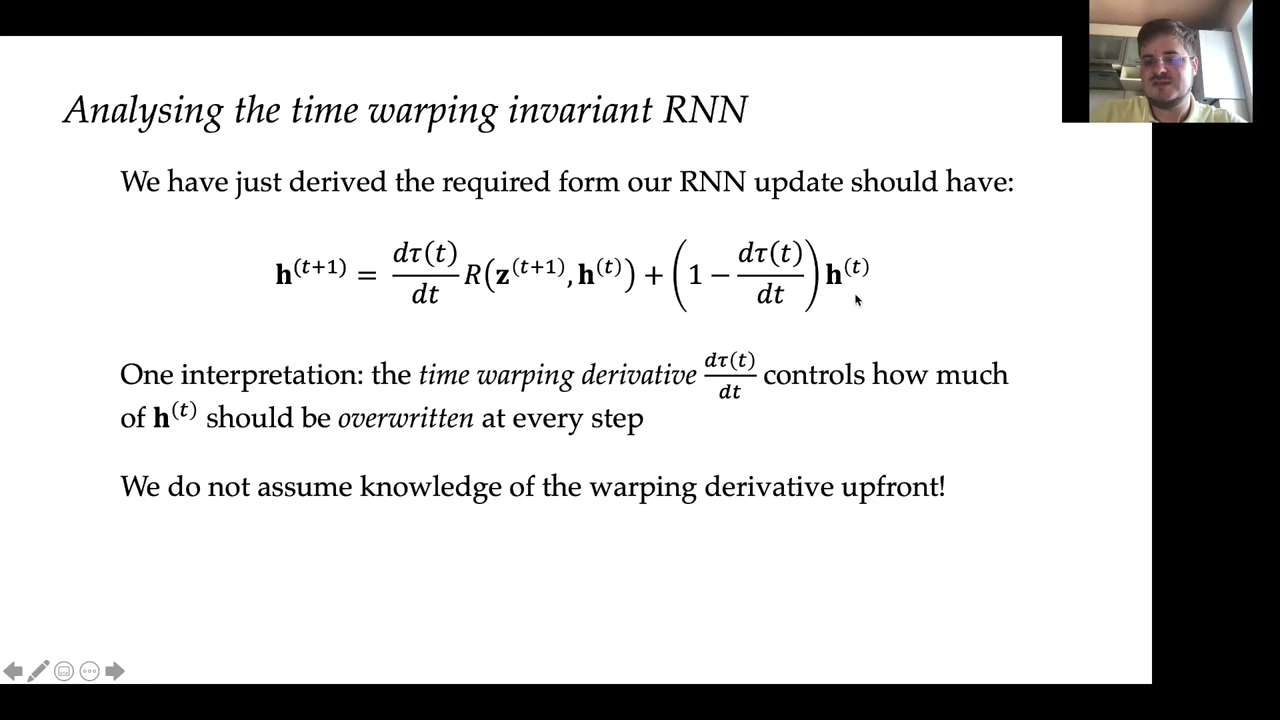 Analysing the time warping invariant RNN
We have just derived the required form our RNN update should have:
𝐡^(t+1) = dτ(t)/dt R(𝐳^(t+1), 𝐡^(t)) + (1 − dτ(t)/dt) 𝐡^(t)
One interpretation: the time warping derivative dτ(t)/dt controls how much
of 𝐡^(t) should be overwritten at every step
We do not assume knowledge of the warping derivative upfront!